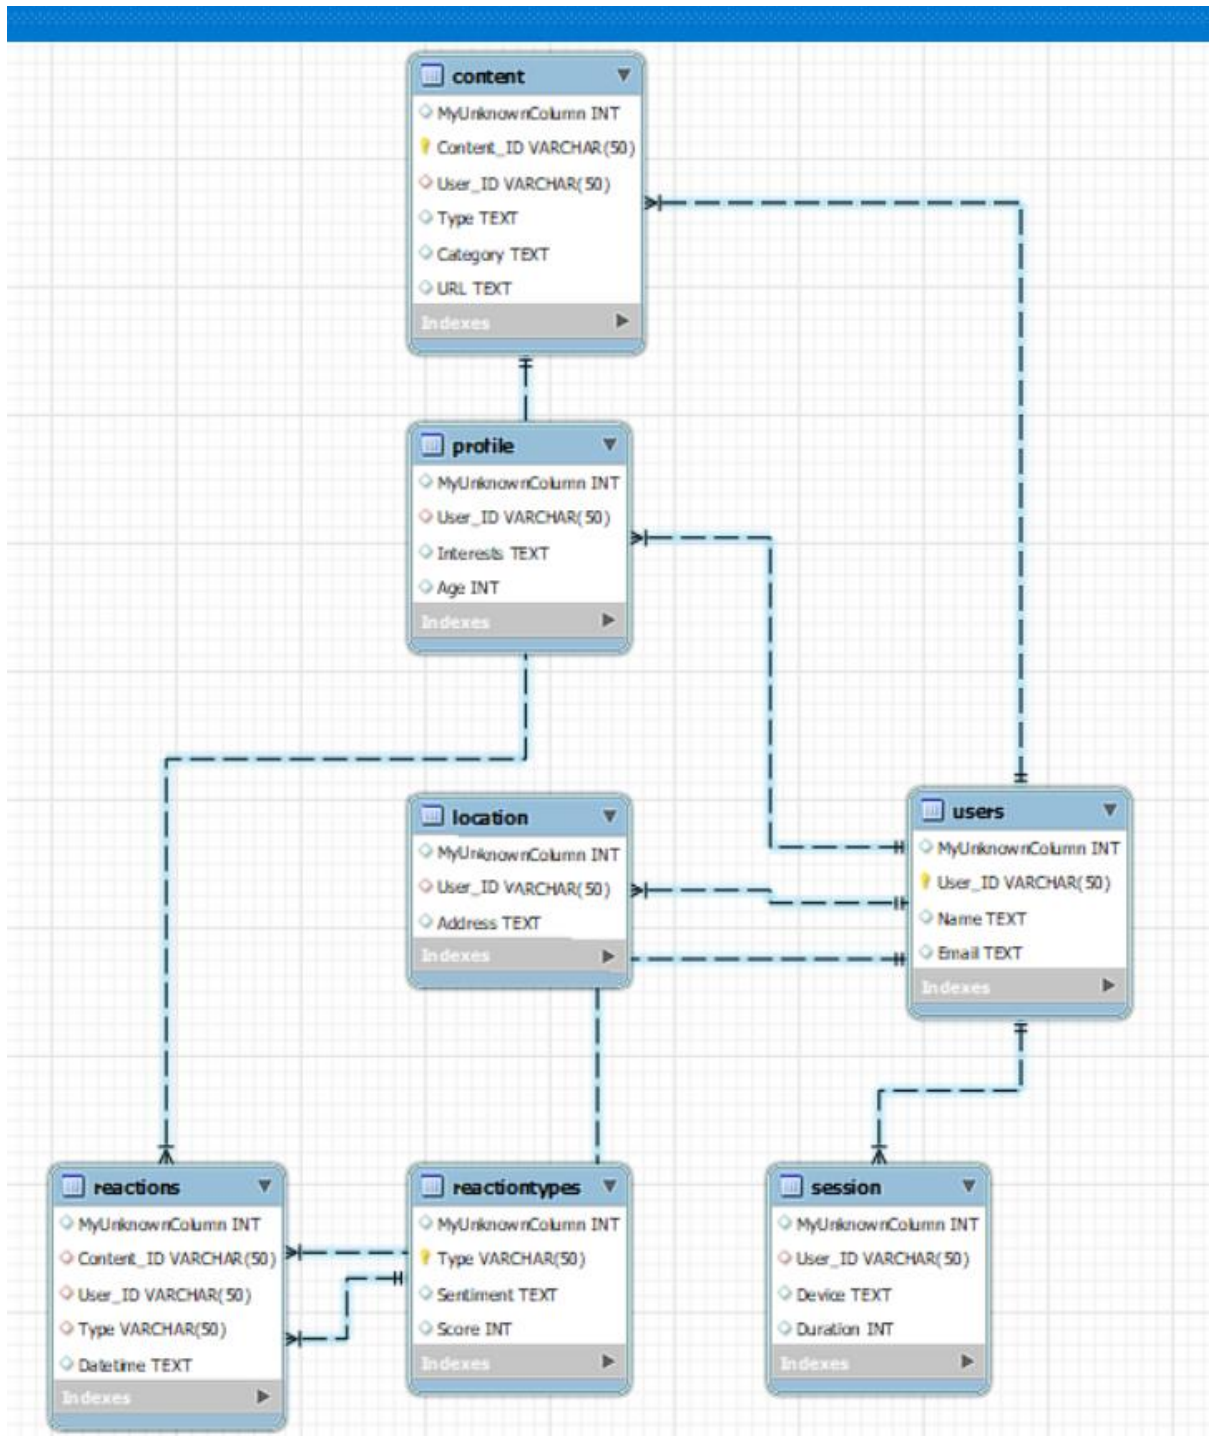 content
MyUnknownColumn INT
Content_ID VARCHAR(50)
User_ID VARCHAR(50)
Type TEXT
Category TEXT
URL TEXT
Indexes
profile
MyUnknownColumn INT
User_ID VARCHAR(50)
Interests TEXT
Age INT
Indexes
location
MyUnknownColumn INT
User_ID VARCHAR(50)
Address TEXT
Indexes
users
MyUnknownColumn INT
User_ID VARCHAR(50)
Name TEXT
Email TEXT
Indexes
reactions
MyUnknownColumn INT
Content_ID VARCHAR(50)
User_ID VARCHAR(50)
Type VARCHAR(50)
Datetime TEXT
Indexes
reactiontypes
MyUnknownColumn INT
Type VARCHAR(50)
Sentiment TEXT
Score INT
Indexes
session
MyUnknownColumn INT
User_ID VARCHAR(50)
Device TEXT
Duration INT
Indexes